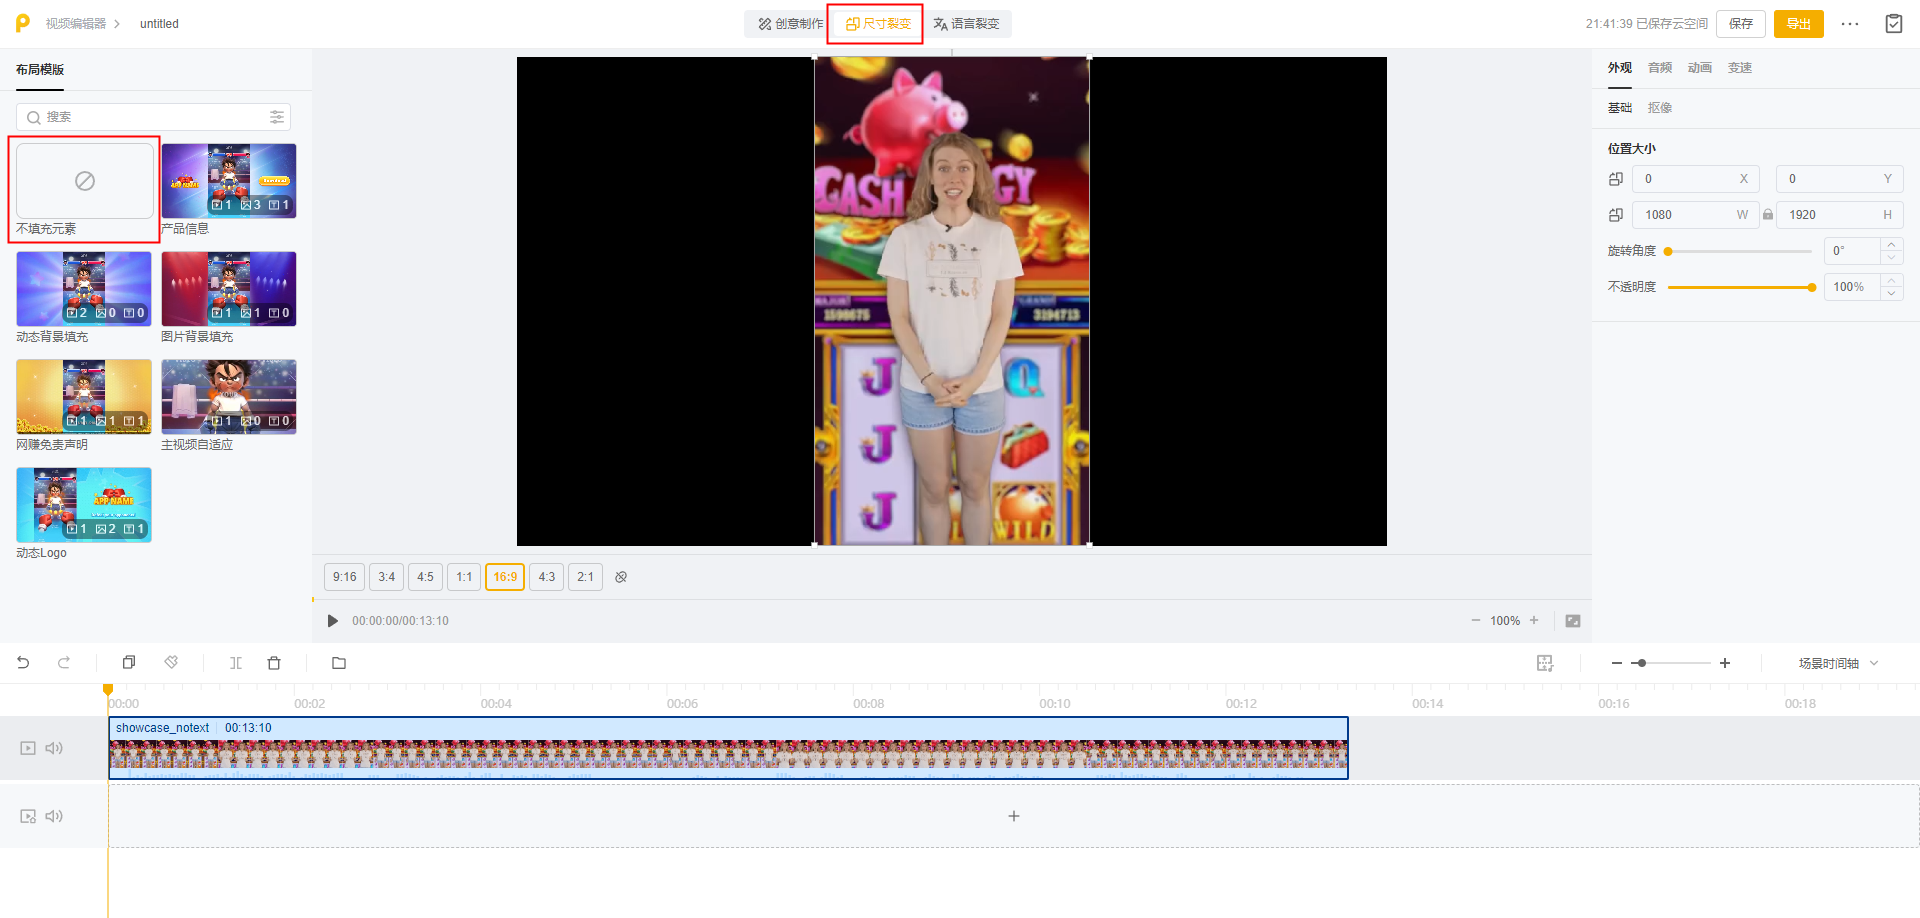 视频编辑器 > untitled
创意制作 尺寸裂变 语言裂变
21:41:39 已保存云空间 保存 导出
布局模版
搜索
不填充元素
APP NAME
1 3 1
产品信息
2 0 0
动态背景填充
1 1 0
图片背景填充
1 1 1
网赚免责声明
1 0 0
主视频自适应
APP NAME
1 2 1
动态Logo
CASH
GY
1598675
3294713
J
Q
J
J
WILD
9:16 3:4 4:5 1:1 16:9 4:3 2:1
00:00:00/00:13:10
100%
外观 音频 动画 变速
基础 抠像
位置大小
0 X 0 Y
1080 W 1920 H
旋转角度 0°
不透明度 100%
场景时间轴
00:00 00:02 00:04 00:06 00:08 00:10 00:12 00:14 00:16 00:18
showcase_notext 00:13:10